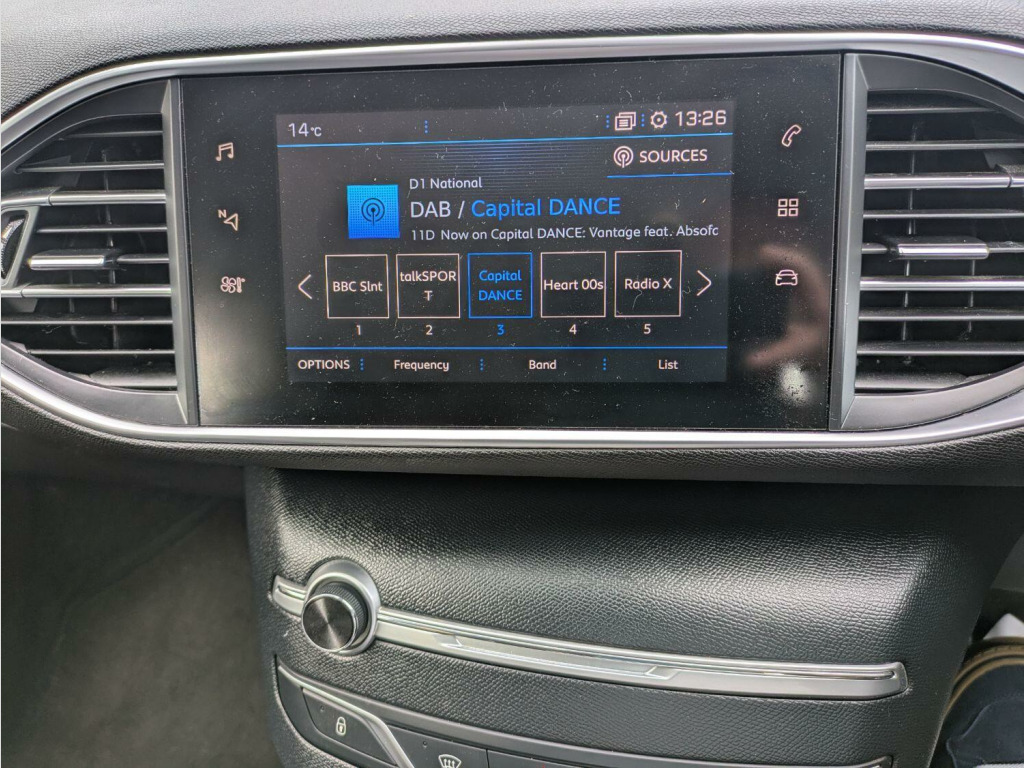 14°C
13:26
SOURCES
D1 National
DAB / Capital DANCE
11D Now on Capital DANCE: Vantage feat. Absofc
N
BBC Slnt
talkSPOR
T
Capital
DANCE
Heart 00s
Radio X
1 2 3 4 5
OPTIONS Frequency Band List